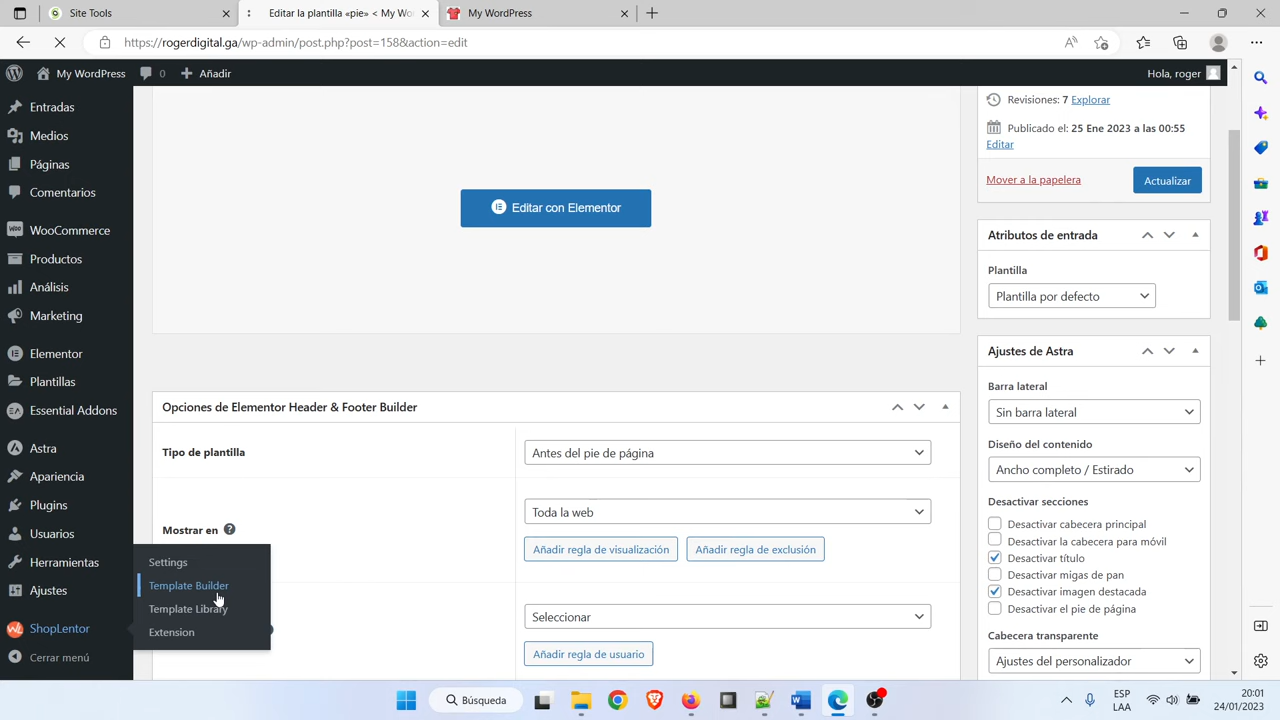 Site Tools
Editar la plantilla «pie» < My Wo
My WordPress
https://rogerdigital.ga/wp-admin/post.php?post=158&action=edit
My WordPress
0
Añadir
Hola, roger
Entradas
Medios
Páginas
Comentarios
WooCommerce
Productos
Análisis
Marketing
Elementor
Plantillas
Essential Addons
Astra
Apariencia
Plugins
Usuarios
Herramientas
Ajustes
ShopLentor
Cerrar menú
Settings
Template Builder
Template Library
Extension
Editar con Elementor
Opciones de Elementor Header & Footer Builder
Tipo de plantilla
Antes del pie de página
Mostrar en
Toda la web
Añadir regla de visualización
Añadir regla de exclusión
Seleccionar
Añadir regla de usuario
Revisiones: 7 Explorar
Publicado el: 25 Ene 2023 a las 00:55
Editar
Mover a la papelera
Actualizar
Atributos de entrada
Plantilla
Plantilla por defecto
Ajustes de Astra
Barra lateral
Sin barra lateral
Diseño del contenido
Ancho completo / Estirado
Desactivar secciones
Desactivar cabecera principal
Desactivar la cabecera para móvil
Desactivar título
Desactivar migas de pan
Desactivar imagen destacada
Desactivar el pie de página
Cabecera transparente
Ajustes del personalizador
Búsqueda
ESP
LAA
20:01
24/01/2023